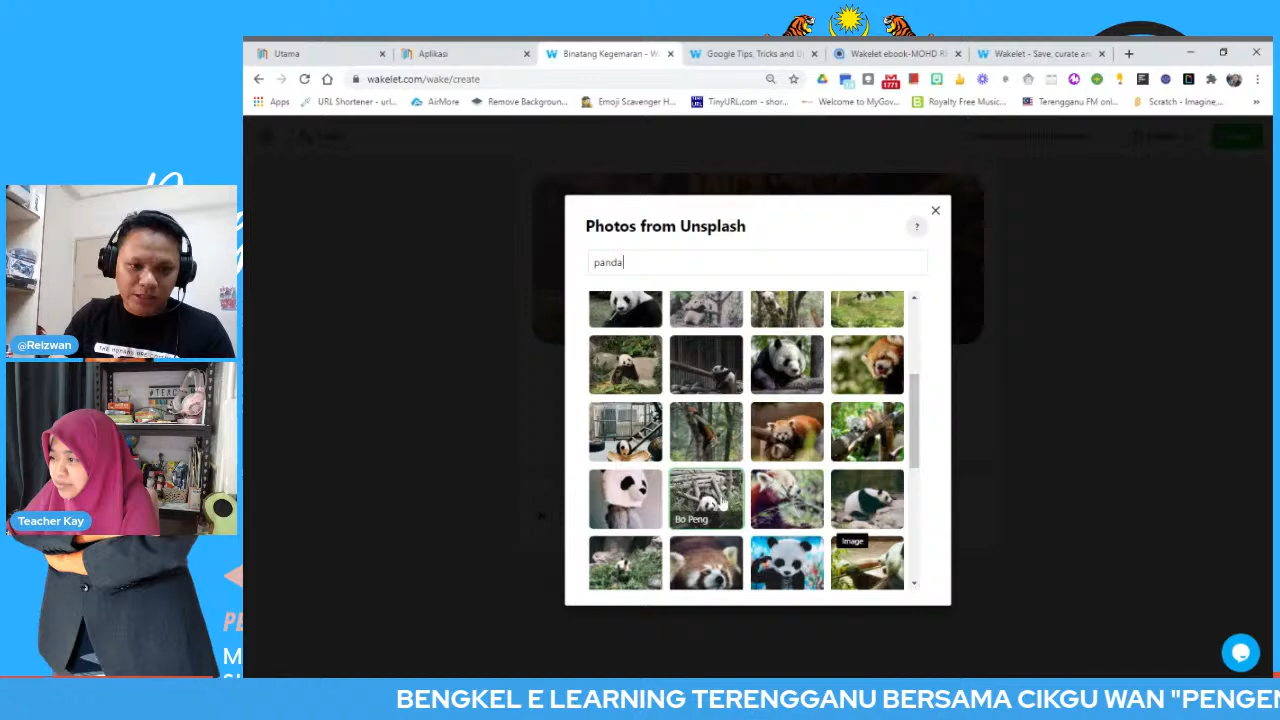 Utama
Aplikasi
Binatang Kegemaran - W
Google Tips, Tricks and U
Wakelet ebook-MOHD R
Wakelet - Save, curate an
wakelet.com/wake/create
1771
Apps
URL Shortener - url...
AirMore
Remove Backgroun...
Emoji Scavenger H...
TinyURL.com - shor...
Welcome to MyGov...
Royalty Free Music...
Terengganu FM onl...
Scratch - Imagine,...
Photos from Unsplash
?
panda
Bo Peng
Image
@Reizwan
Teacher Kay
BENGKEL E LEARNING TERENGGANU BERSAMA CIKGU WAN "PENGEN